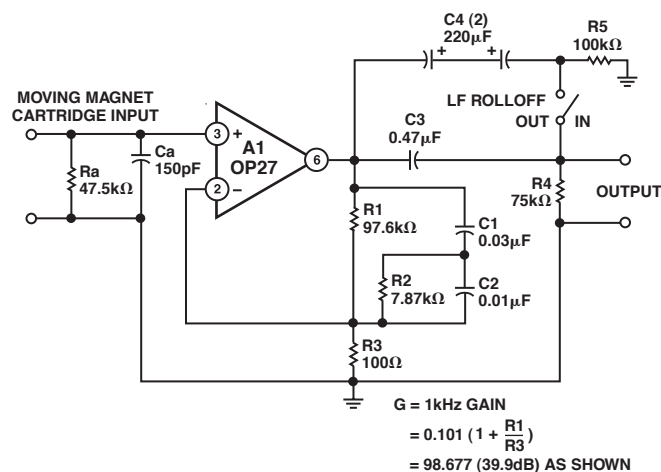 C4 (2)
220µF
R5
100kΩ
+
+
MOVING MAGNET
CARTRIDGE INPUT
LF ROLLOFF
OUT
IN
C3
0.47µF
3
+
A1
OP27
6
Ca
150pF
Ra
47.5kΩ
2
–
R4
75kΩ
OUTPUT
R1
97.6kΩ
C1
0.03µF
R2
7.87kΩ
C2
0.01µF
R3
100Ω
G = 1kHz GAIN
= 0.101 ( 1 + R1/R3 )
= 98.677 (39.9dB) AS SHOWN